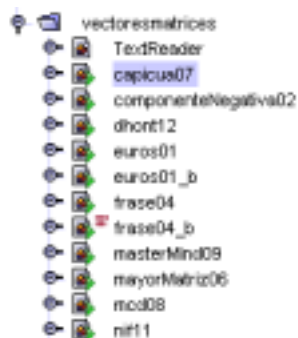 vectoresmatrices
TextReader
capicua07
componenteNegativa02
dhont12
euros01
euros01_b
frase04
frase04_b
masterMind09
mayorMatriz06
mcd08
nif11